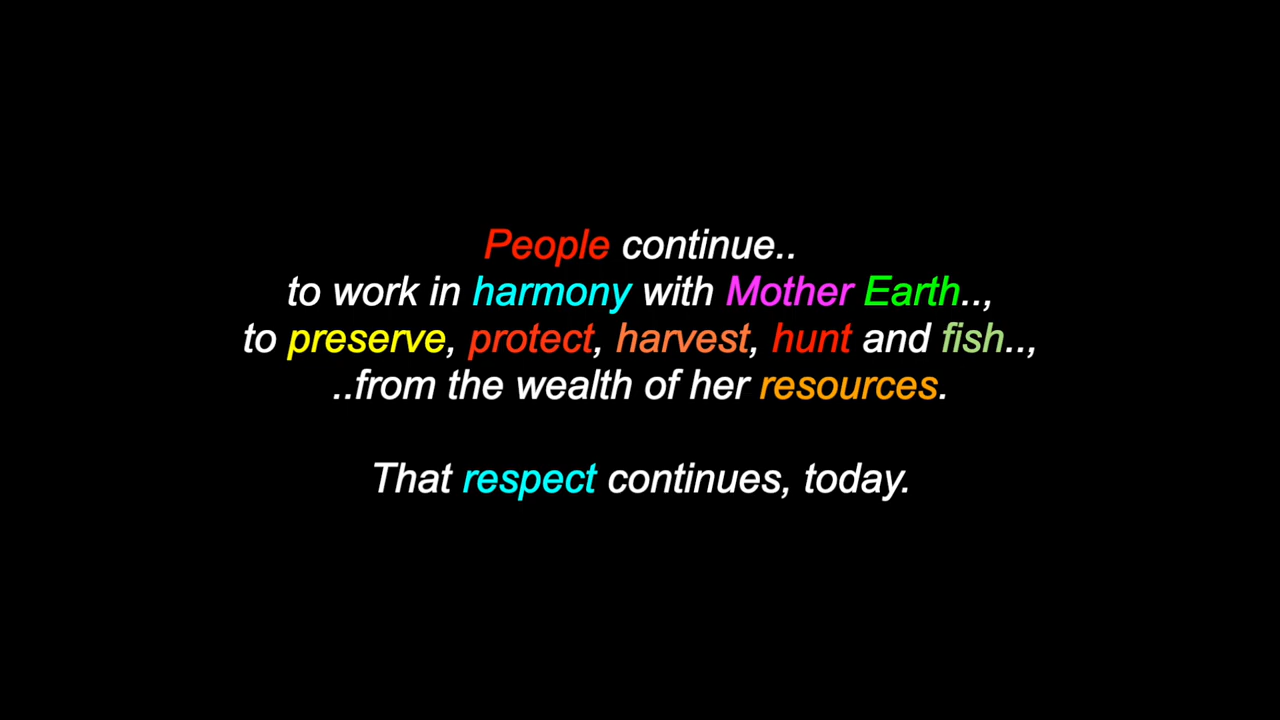 People continue..
to work in harmony with Mother Earth..,
to preserve, protect, harvest, hunt and fish..,
..from the wealth of her resources.
That respect continues, today.